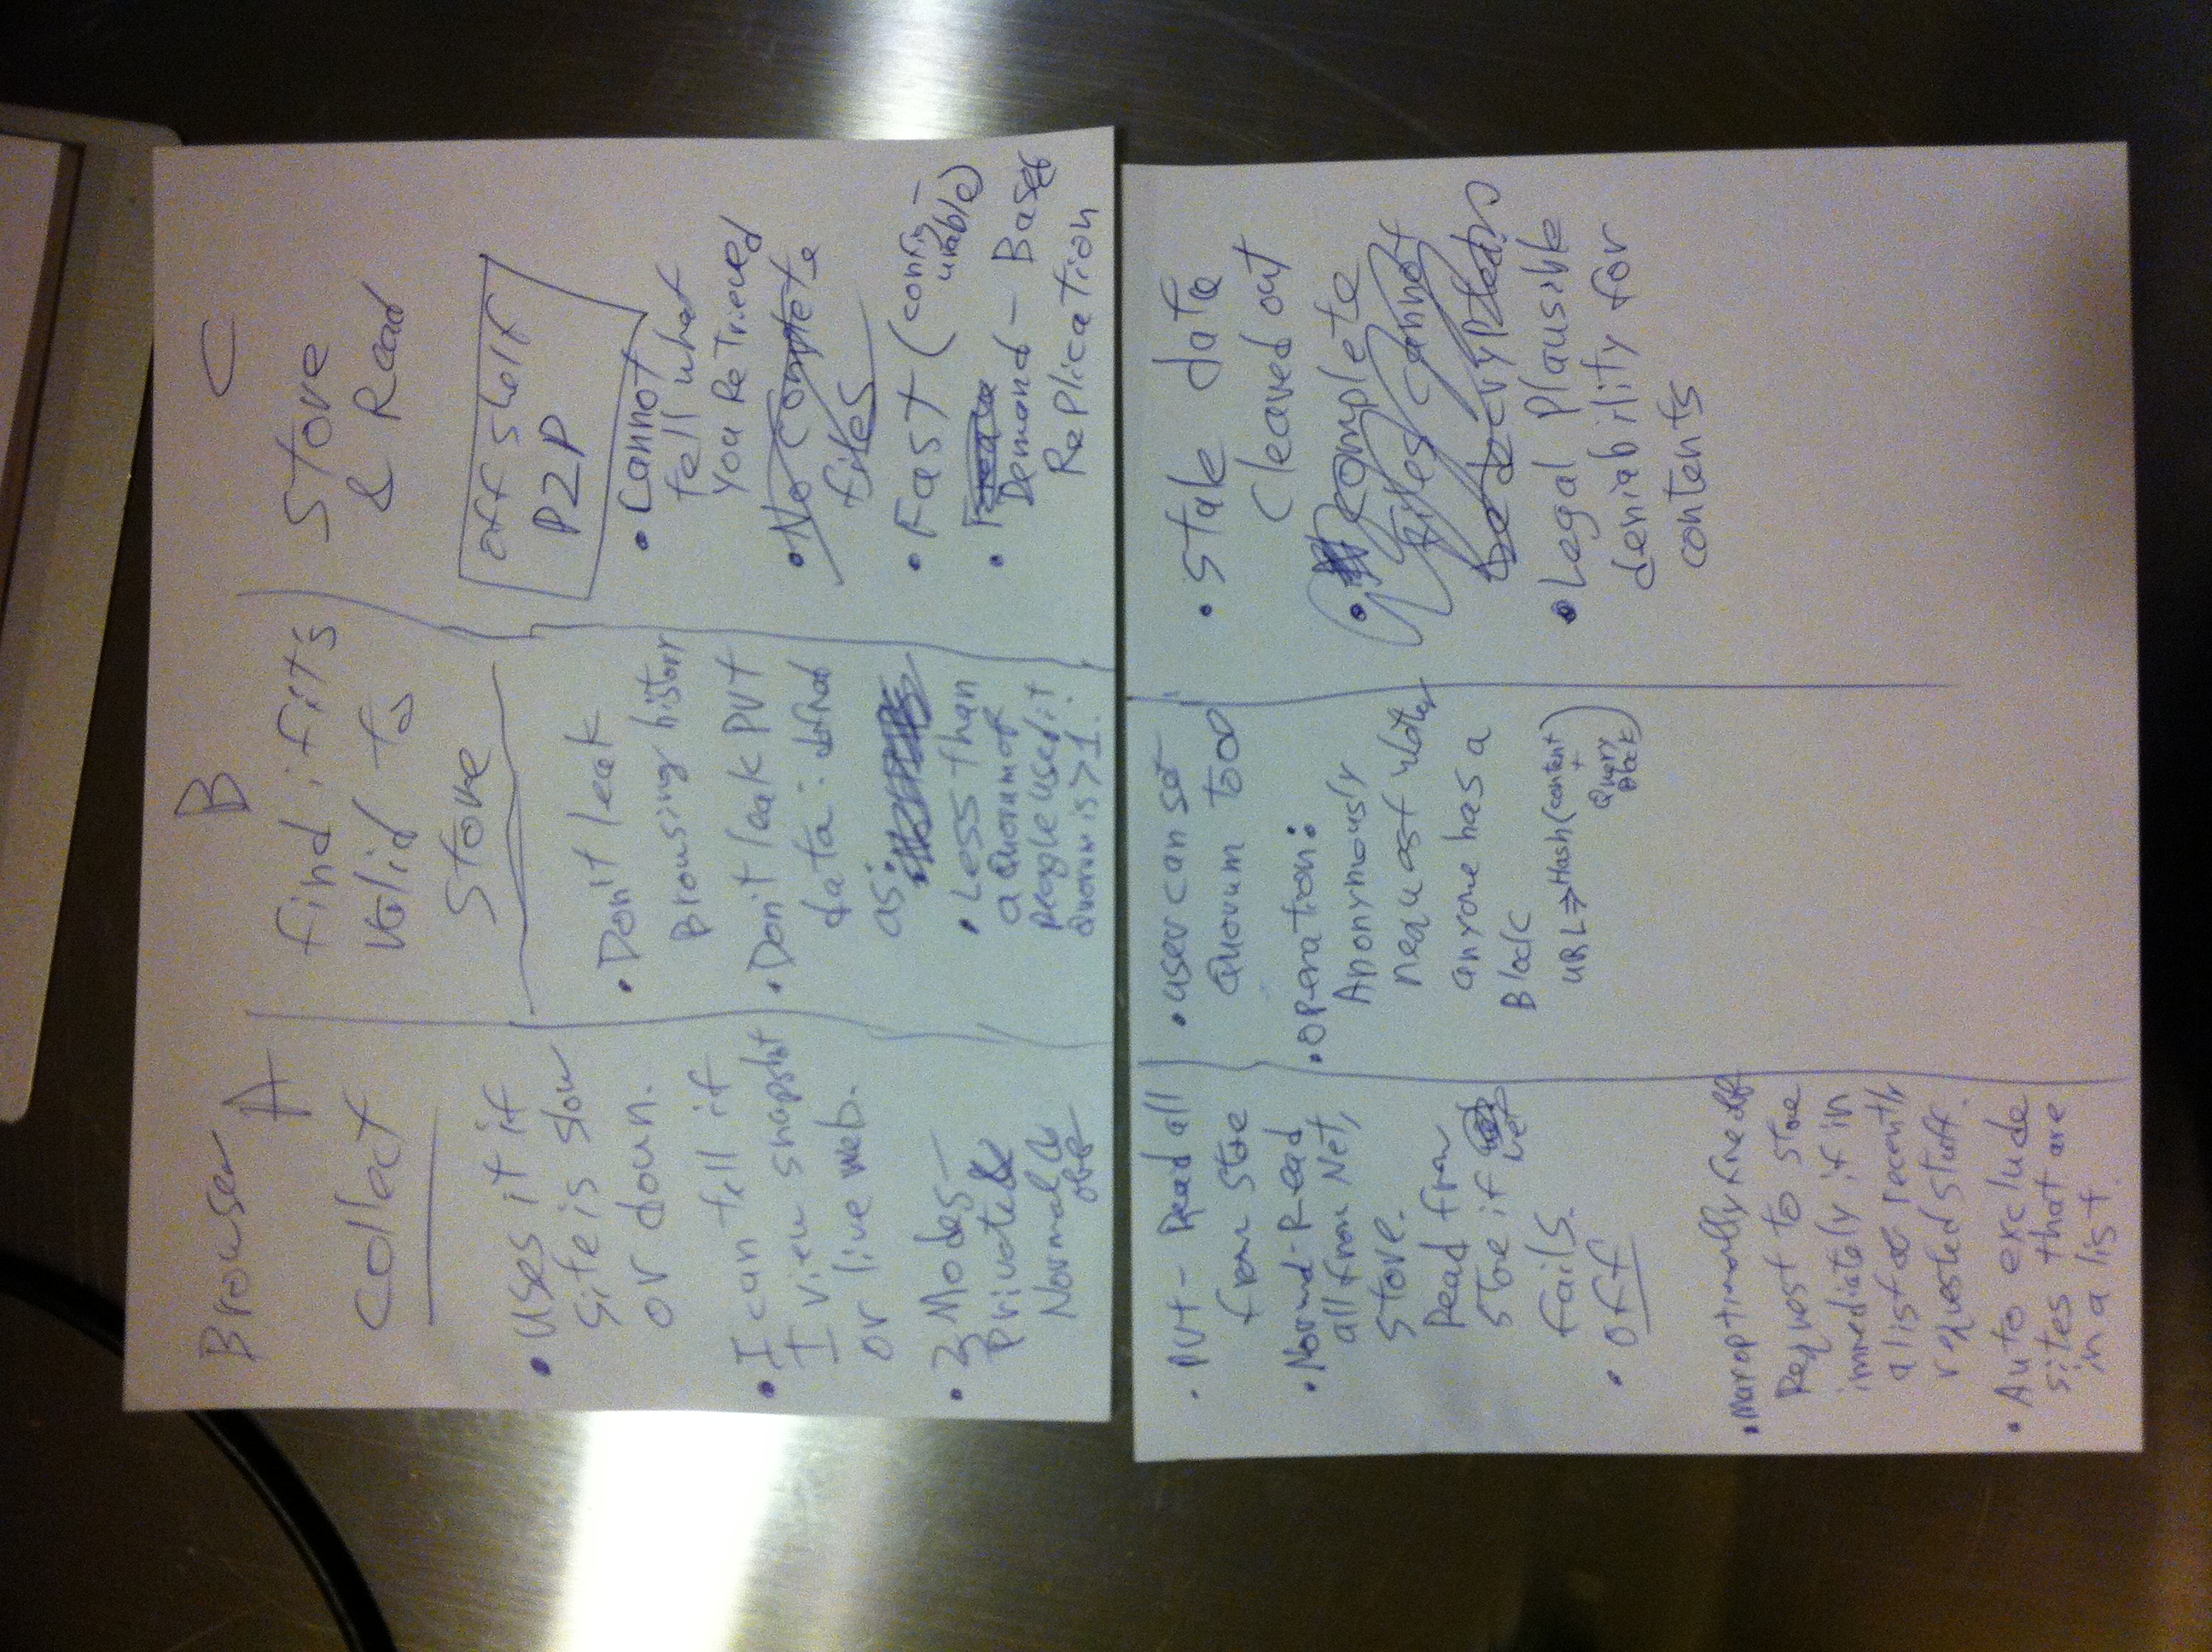 Browser
A
Collect
• uses it if
site is slow
or down.
• I can tell if
I view snapshot
or live web.
• 2 Modes –
Private &
Normal &
off
B
find if it's
Valid to
Store
• Don't leak
Browsing history
• Don't leak PVT
data : defined
as:
• Less than
a Quorum of
people used it
Quorum is > 1.
C
Store
& Read
off shelf
P2P
• Cannot
tell what
You Retrieved
• No complete
files
• Fast (config-
urable)
• Demand - Based
Replication
• PVT - Read all
from store
• Normal - Read
all from Net,
store.
Read from
store if
Net
fails.
• off
• May optionally fire off
Request to store
immediately if in
a list of recently
requested stuff.
• Auto exclude
sites that are
in a list.
• user can set
Quorum to ∞
• operation:
Anonymously
request whether
anyone has a
Block
URL ⇒ Hash (content
+
Query
Block)
• Stale data
Cleared out
• complete
files cannot
be decrypted
• Legal Plausible
deniability for
contents